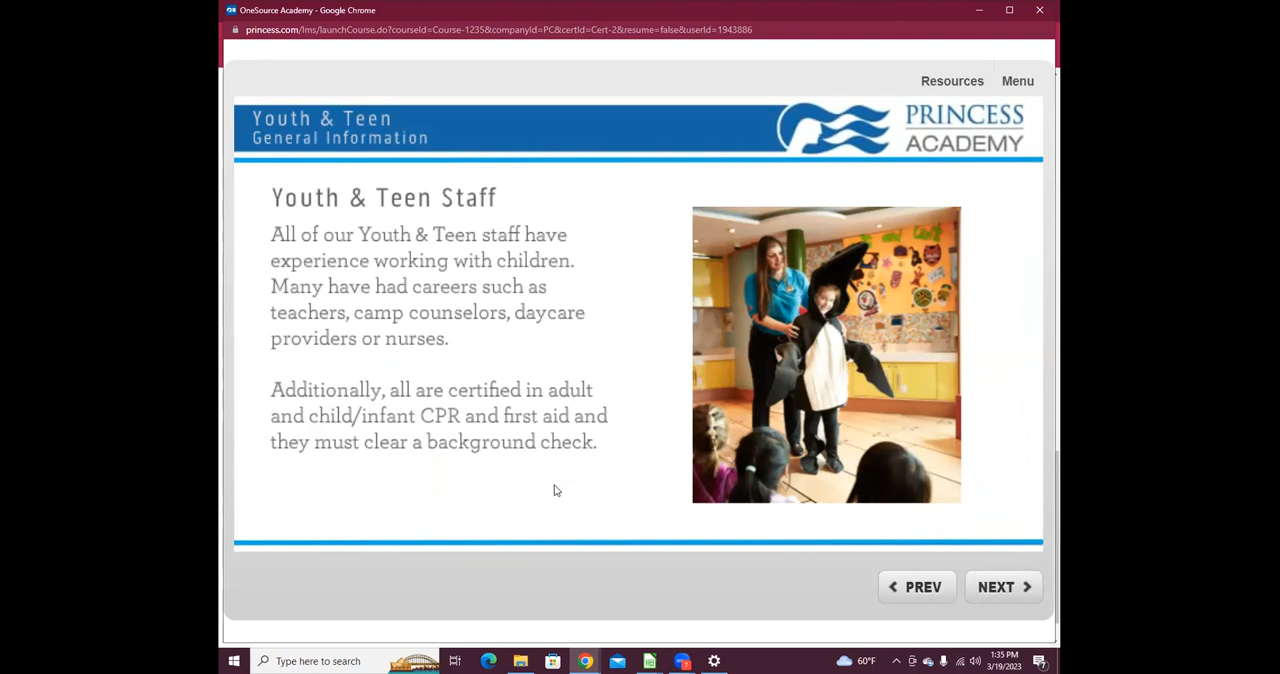 OneSource Academy - Google Chrome
princess.com/lms/launchCourse.do?courseId=Course-1235&companyId=PC&certId=Cert-2&resume=false&userId=1943886
Resources Menu
Youth & Teen
General Information
PRINCESS
ACADEMY
Youth & Teen Staff
All of our Youth & Teen staff have
experience working with children.
Many have had careers such as
teachers, camp counselors, daycare
providers or nurses.
Additionally, all are certified in adult
and child/infant CPR and first aid and
they must clear a background check.
PREV NEXT
Type here to search
60°F
1:35 PM
3/19/2023